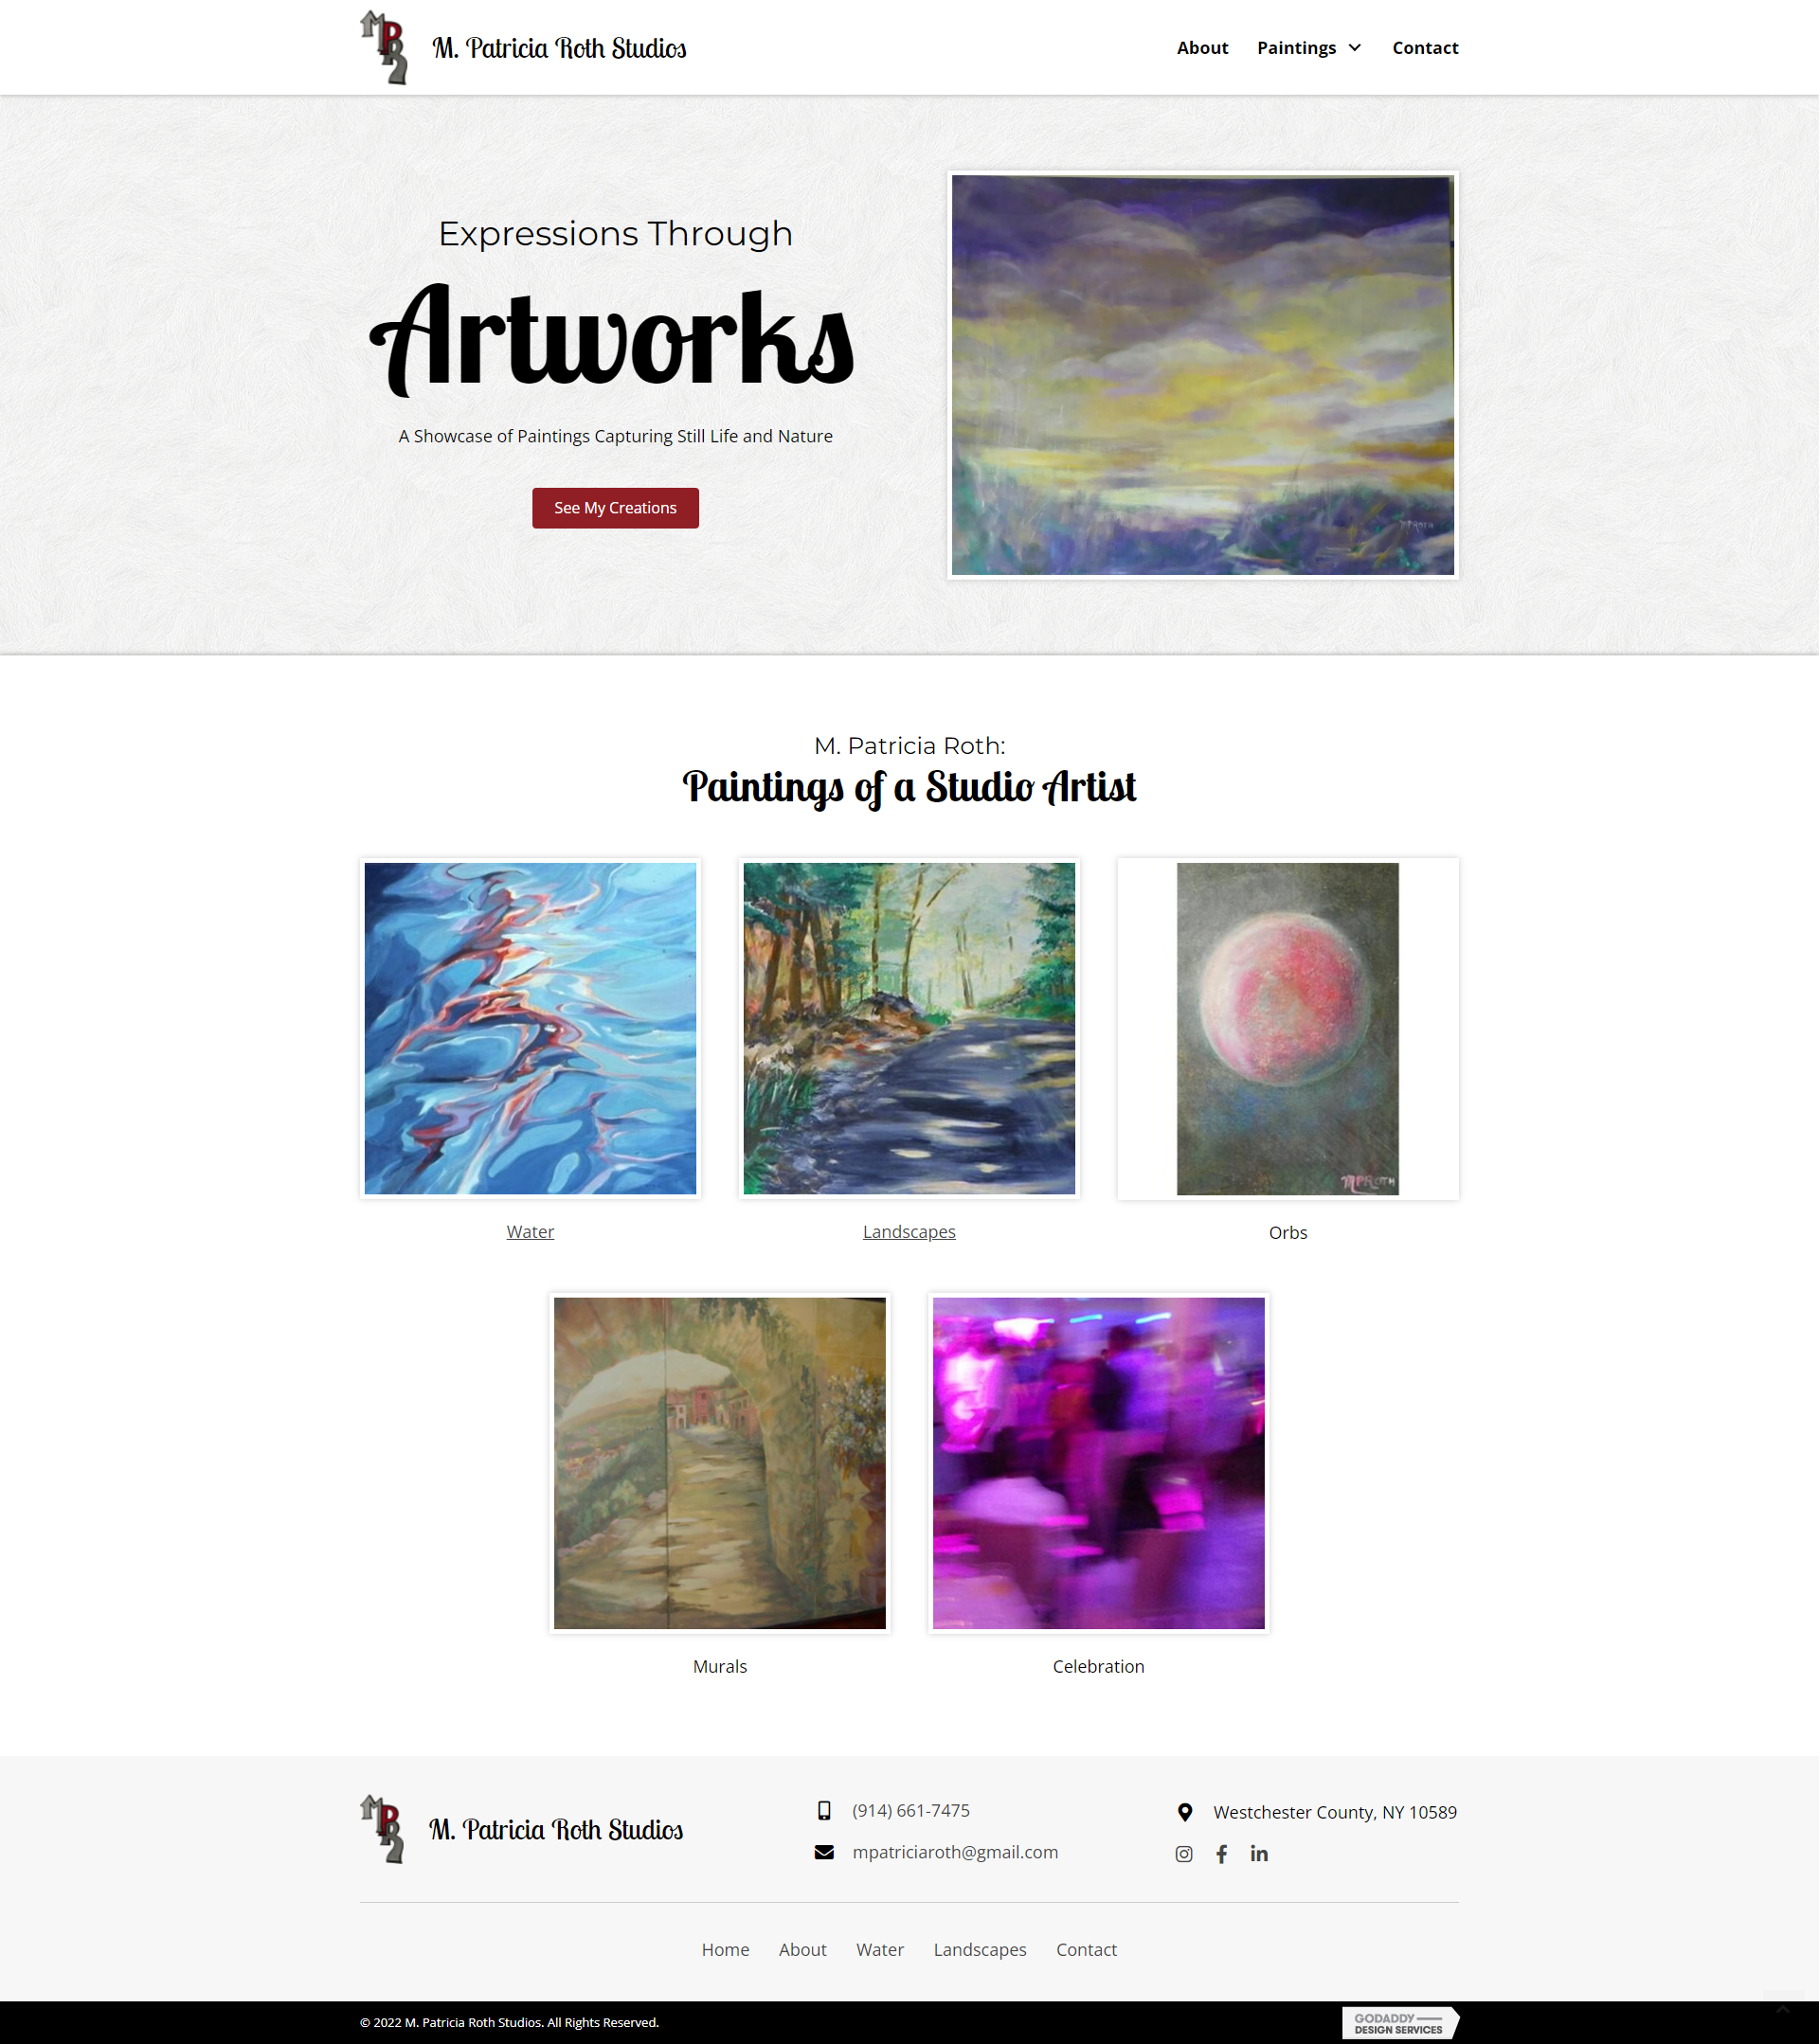 MPR
M. Patricia Roth Studios
About Paintings Contact
Expressions Through
Artworks
A Showcase of Paintings Capturing Still Life and Nature
See My Creations
MPRoth
M. Patricia Roth:
Paintings of a Studio Artist
MPROTH
Water
Landscapes
Orbs
Murals
Celebration
MPR
M. Patricia Roth Studios
(914) 661-7475
mpatriciaroth@gmail.com
Westchester County, NY 10589
Home About Water Landscapes Contact
© 2022 M. Patricia Roth Studios. All Rights Reserved.
GODADDY
DESIGN SERVICES